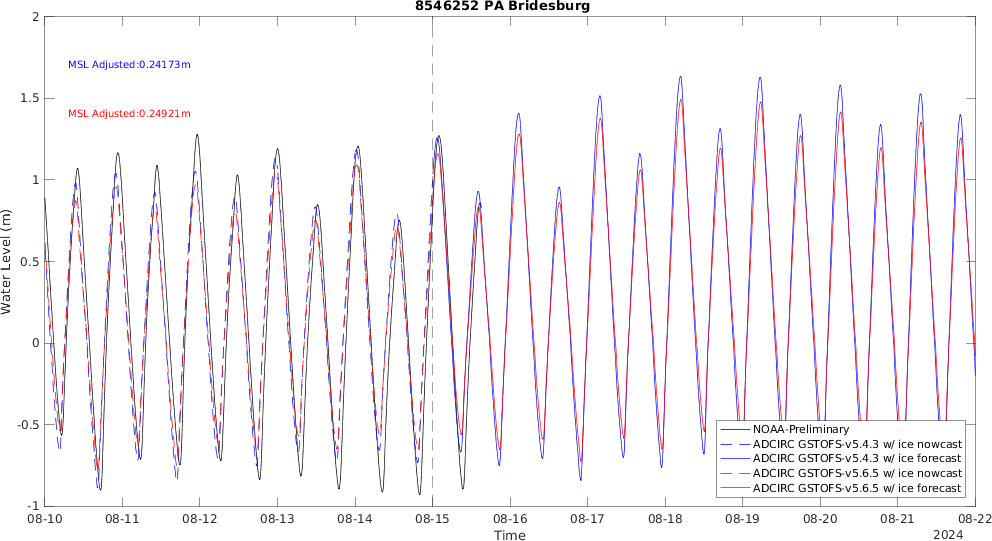 8546252 PA Bridesburg
MSL Adjusted:0.24173m
MSL Adjusted:0.24921m
Water Level (m)
2
1.5
1
0.5
0
-0.5
-1
NOAA-Preliminary
ADCIRC GSTOFS-v5.4.3 w/ ice nowcast
ADCIRC GSTOFS-v5.4.3 w/ ice forecast
ADCIRC GSTOFS-v5.6.5 w/ ice nowcast
ADCIRC GSTOFS-v5.6.5 w/ ice forecast
08-10 08-11 08-12 08-13 08-14 08-15 08-16 08-17 08-18 08-19 08-20 08-21 08-22
Time
2024